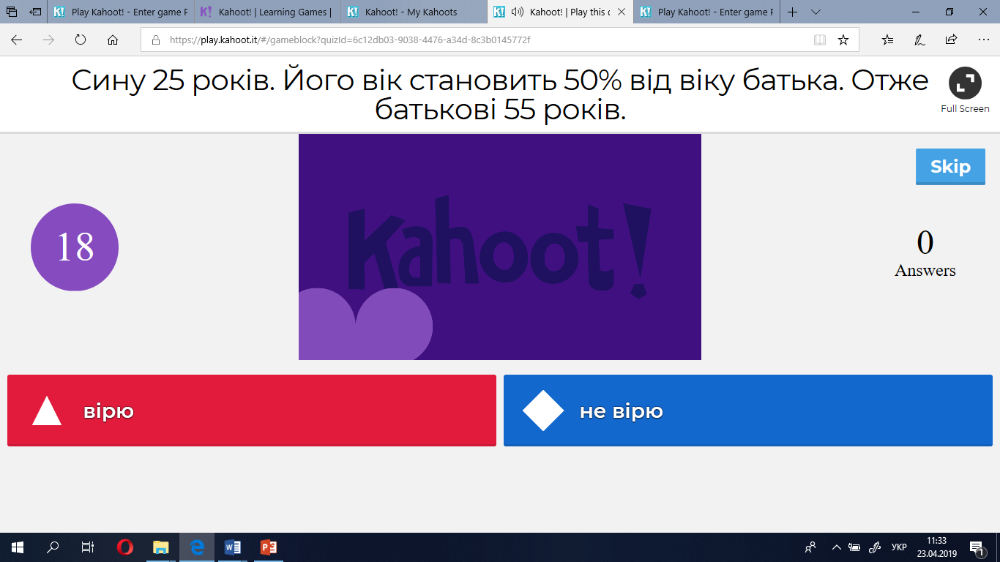 Play Kahoot! - Enter game P
Kahoot! | Learning Games |
Kahoot! - My Kahoots
Kahoot! | Play this q
Play Kahoot! - Enter game P
https://play.kahoot.it/#/gameblock?quizId=6c12db03-9038-4476-a34d-8c3b0145772f
Сину 25 років. Його вік становить 50% від віку батька. Отже
батькові 55 років.
Full Screen
Skip
Kahoot!
18
0
Answers
вірю
не вірю
УКР
11:33
23.04.2019
1